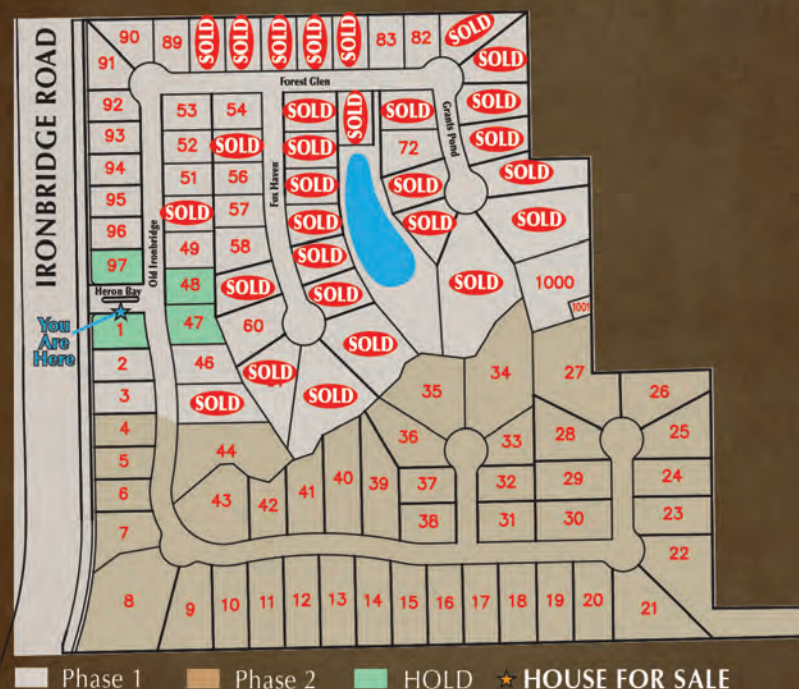 IRONBRIDGE ROAD
90
89
SOLD
SOLD
SOLD
SOLD
SOLD
83
82
SOLD
91
SOLD
Forest Glen
92
53
54
SOLD
SOLD
SOLD
SOLD
Grants Pond
93
52
SOLD
SOLD
72
SOLD
94
51
56
Fox Haven
SOLD
SOLD
SOLD
95
SOLD
57
SOLD
SOLD
SOLD
96
Old Ironbridge
49
58
SOLD
97
48
SOLD
SOLD
SOLD
1000
Heron Bay
1001
You
Are
Here
1
47
60
SOLD
2
46
SOLD
3
SOLD
SOLD
35
34
27
26
4
44
36
33
28
25
5
43
42
41
40
39
37
32
29
24
6
38
31
30
23
7
22
8
9
10
11
12
13
14
15
16
17
18
19
20
21
Phase 1
Phase 2
HOLD
HOUSE FOR SALE